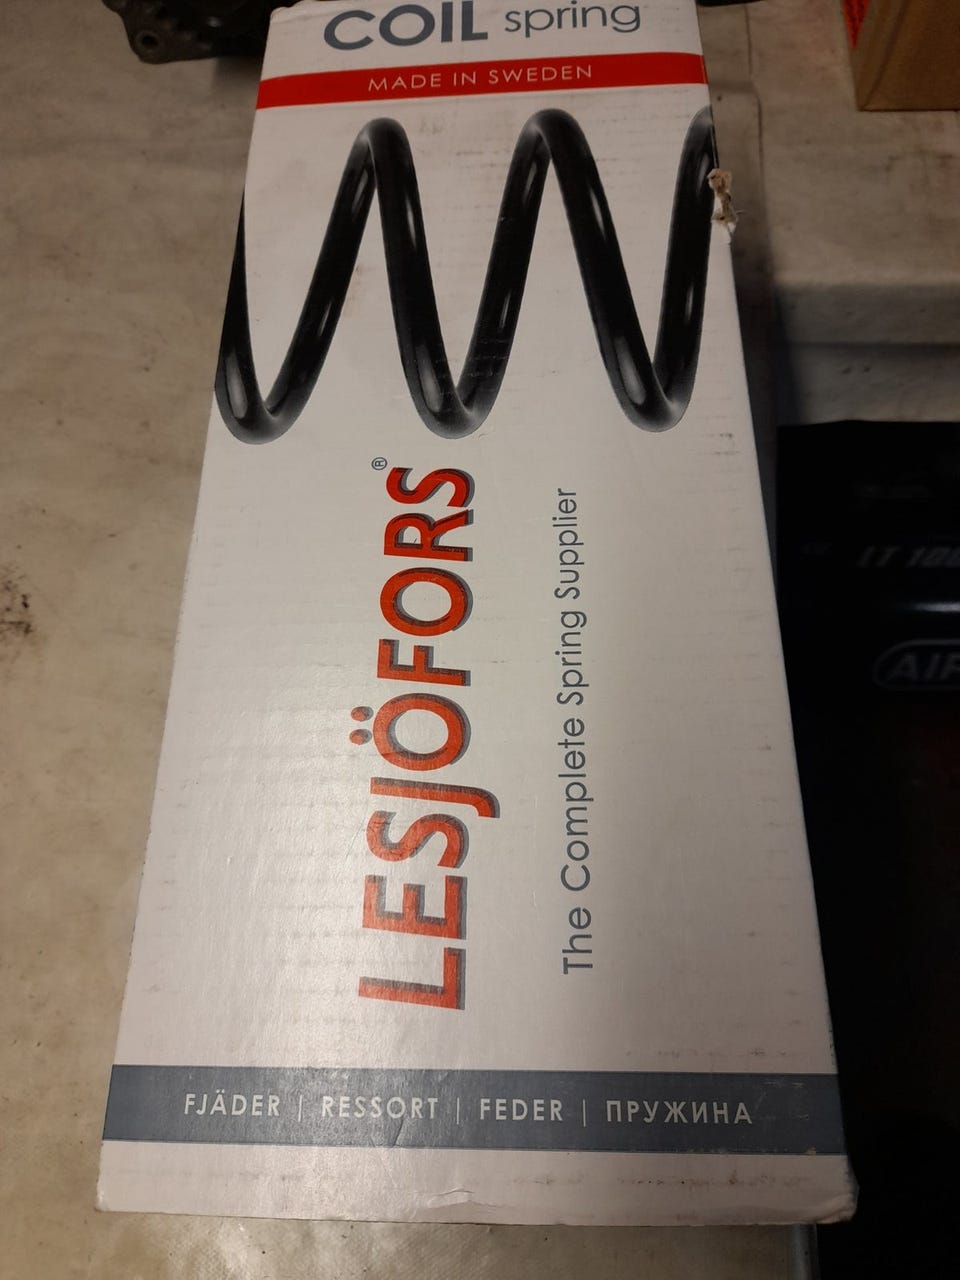 COIL spring
MADE IN SWEDEN
LESJÖFORS®
The Complete Spring Supplier
FJÄDER | RESSORT | FEDER | ПРУЖИНА